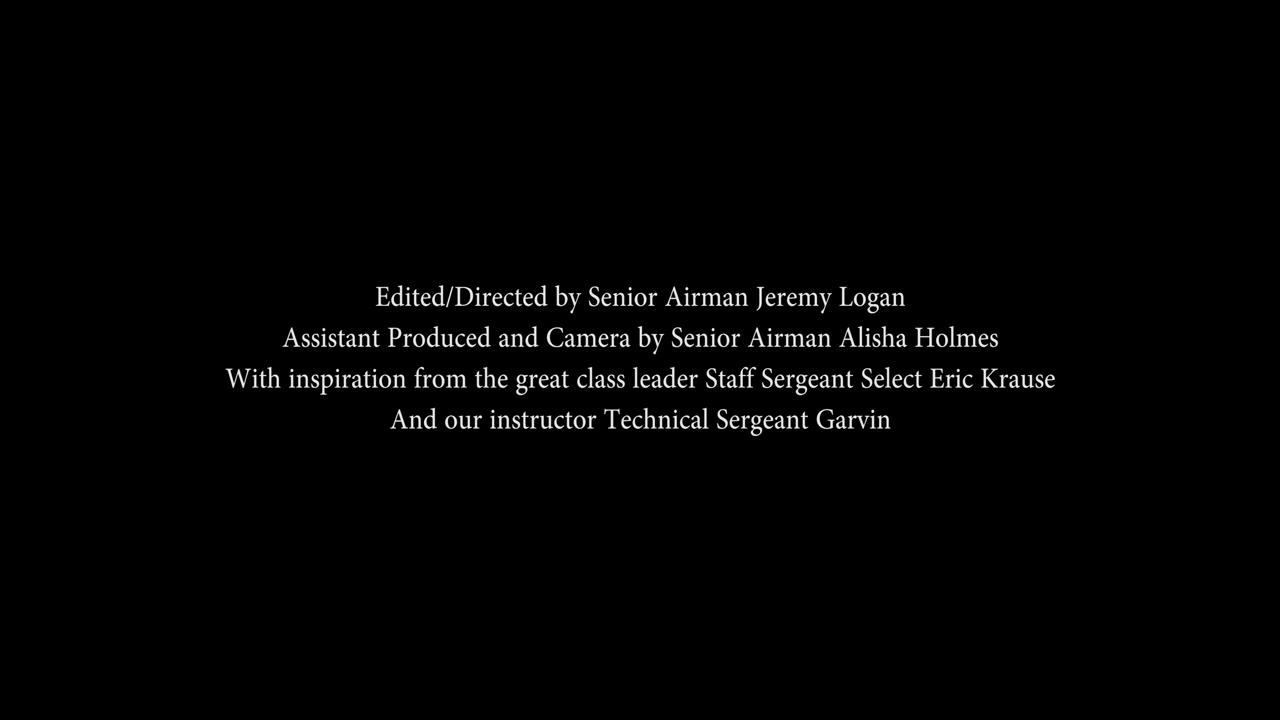 Edited/Directed by Senior Airman Jeremy Logan
Assistant Produced and Camera by Senior Airman Alisha Holmes
With inspiration from the great class leader Staff Sergeant Select Eric Krause
And our instructor Technical Sergeant Garvin